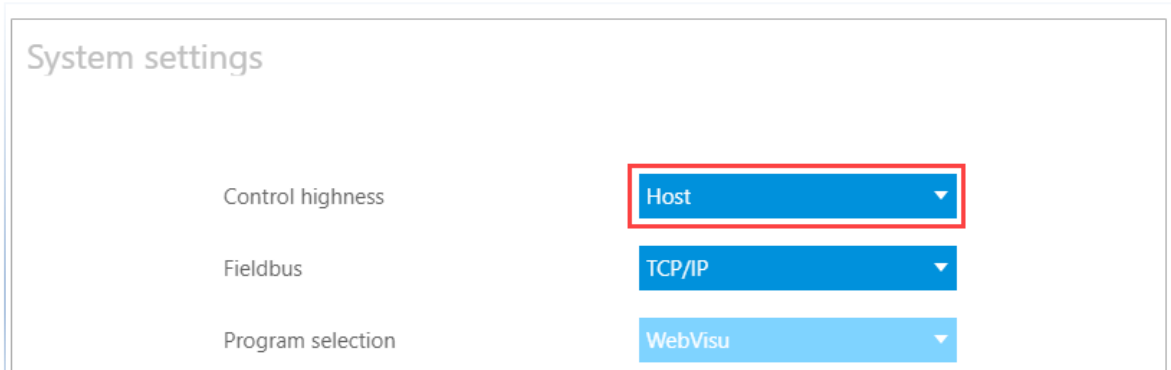 System settings
Control highness Host
Fieldbus TCP/IP
Program selection WebVisu